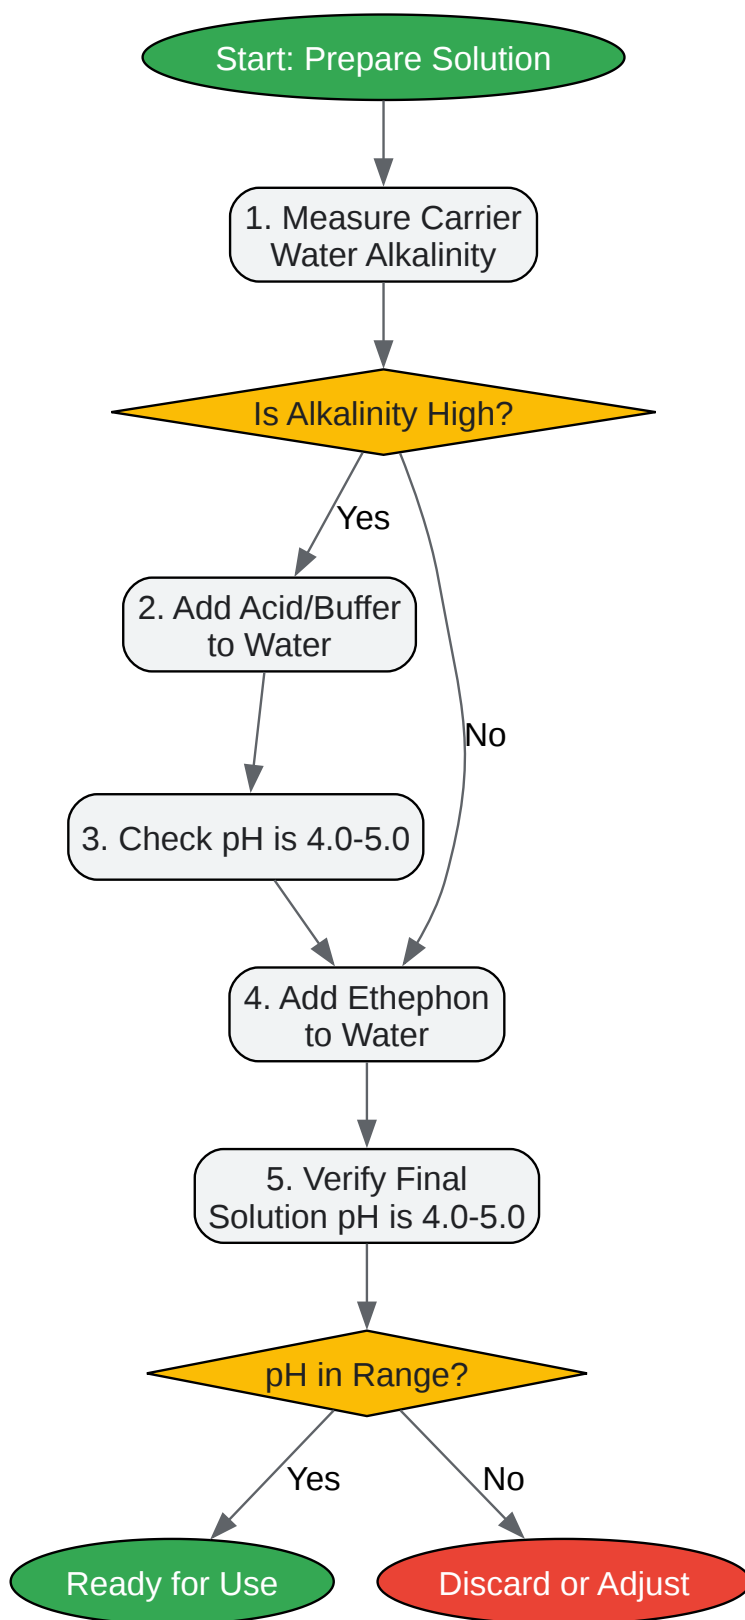 Start: Prepare Solution
1. Measure Carrier
Water Alkalinity
Is Alkalinity High?
Yes
2. Add Acid/Buffer
to Water
No
3. Check pH is 4.0-5.0
4. Add Ethephon
to Water
5. Verify Final
Solution pH is 4.0-5.0
pH in Range?
Yes
No
Ready for Use
Discard or Adjust